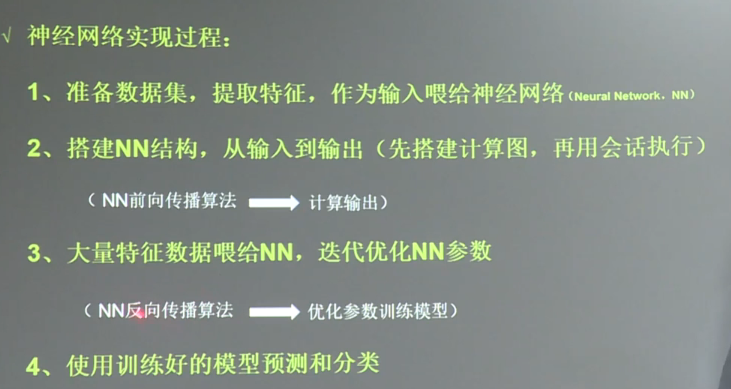 √ 神经网络实现过程：
1、准备数据集，提取特征，作为输入喂给神经网络（Neural Network，NN）
2、搭建NN结构，从输入到输出（先搭建计算图，再用会话执行）
（ NN前向传播算法 ➡ 计算输出）
3、大量特征数据喂给NN，迭代优化NN参数
（ NN反向传播算法 ➡ 优化参数训练模型）
4、使用训练好的模型预测和分类